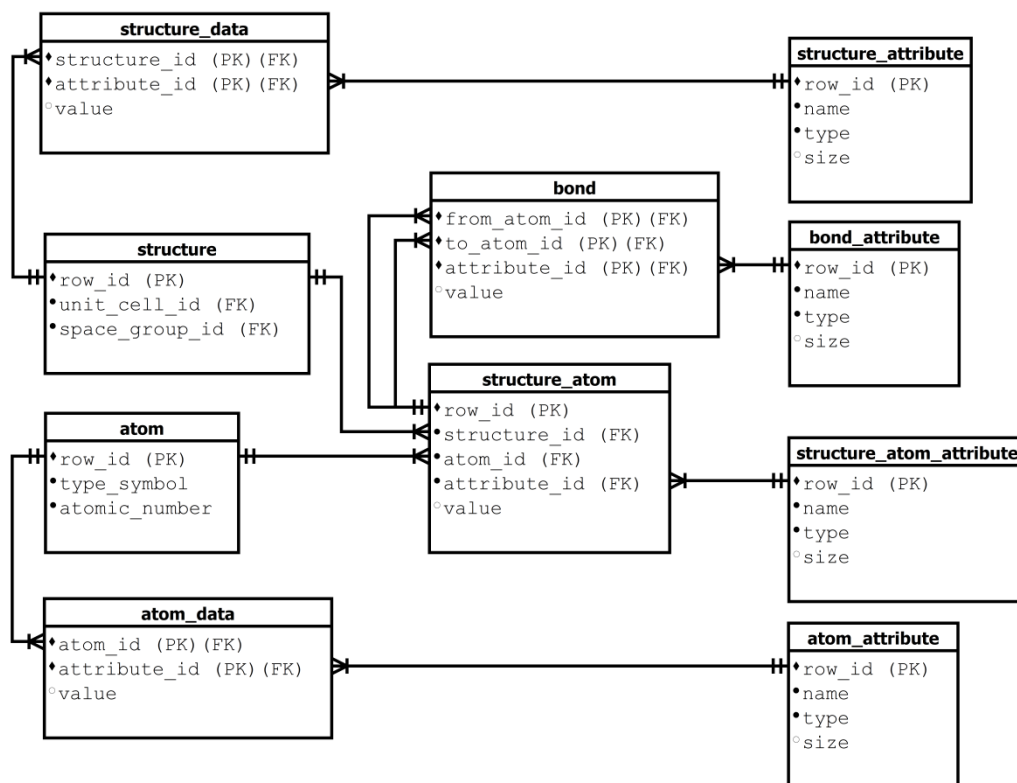 structure_data
structure_id (PK)(FK)
attribute_id (PK)(FK)
value
structure_attribute
row_id (PK)
name
type
size
bond
from_atom_id (PK)(FK)
to_atom_id (PK)(FK)
attribute_id (PK)(FK)
value
bond_attribute
row_id (PK)
name
type
size
structure
row_id (PK)
unit_cell_id (FK)
space_group_id (FK)
structure_atom
row_id (PK)
structure_id (FK)
atom_id (FK)
attribute_id (FK)
value
atom
row_id (PK)
type_symbol
atomic_number
structure_atom_attribute
row_id (PK)
name
type
size
atom_data
atom_id (PK)(FK)
attribute_id (PK)(FK)
value
atom_attribute
row_id (PK)
name
type
size